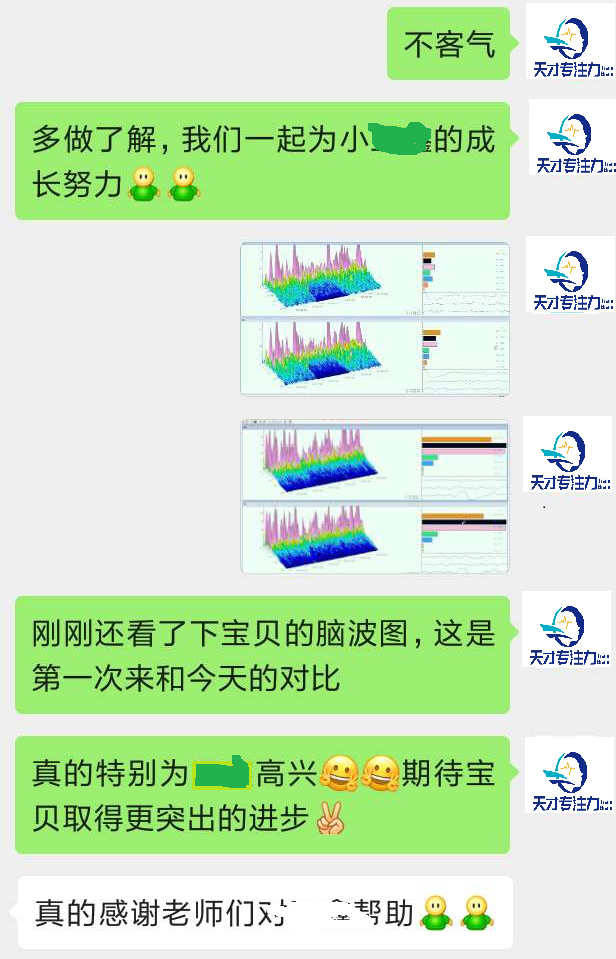 不客气
天才专注力
多做了解，我们一起为小 的成
长努力
天才专注力
天才专注力
天才专注力
刚刚还看了下宝贝的脑波图，这是
第一次来和今天的对比
天才专注力
真的特别为 高兴 期待宝
贝取得更突出的进步
天才专注力
真的感谢老师们对 帮助